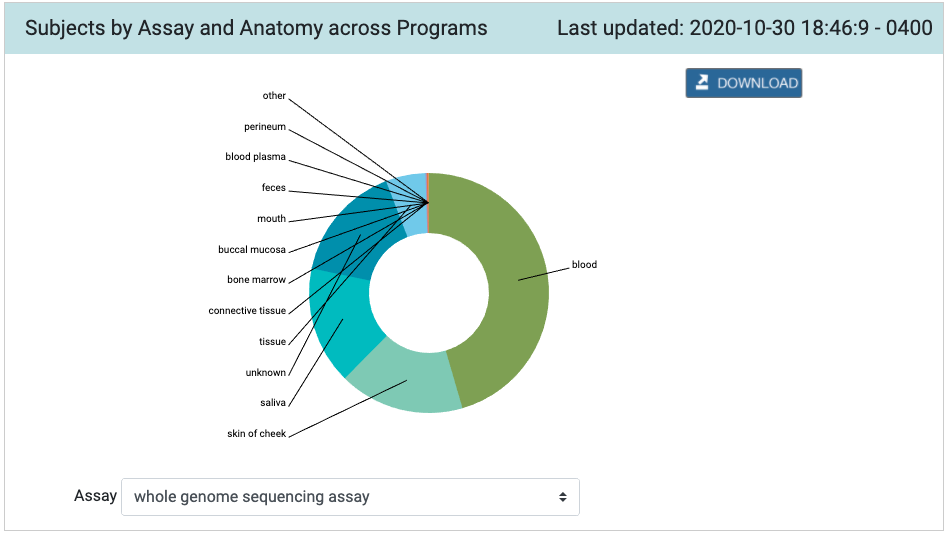 Subjects by Assay and Anatomy across Programs
Last updated: 2020-10-30 18:46:9 - 0400
DOWNLOAD
other
perineum
blood plasma
feces
mouth
buccal mucosa
bone marrow
connective tissue
tissue
unknown
saliva
skin of cheek
blood
Assay
whole genome sequencing assay